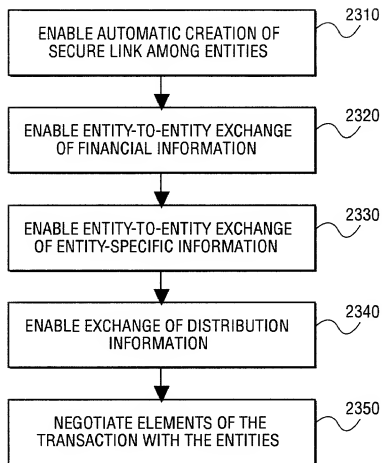 2310
ENABLE AUTOMATIC CREATION OF
SECURE LINK AMONG ENTITIES
2320
ENABLE ENTITY-TO-ENTITY EXCHANGE
OF FINANCIAL INFORMATION
2330
ENABLE ENTITY-TO-ENTITY EXCHANGE
OF ENTITY-SPECIFIC INFORMATION
2340
ENABLE EXCHANGE OF DISTRIBUTION
INFORMATION
2350
NEGOTIATE ELEMENTS OF THE
TRANSACTION WITH THE ENTITIES